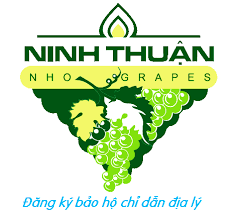 NINH THUẬN
NHO GRAPES
Đăng ký bảo hộ chỉ dẫn địa lý